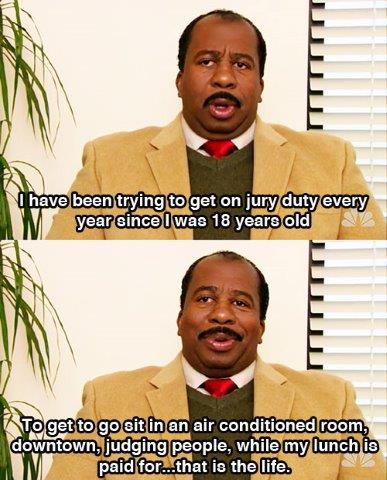 I have been trying to get on jury duty every
year since I was 18 years old
To get to go sit in an air conditioned room,
downtown, judging people, while my lunch is
paid for...that is the life.